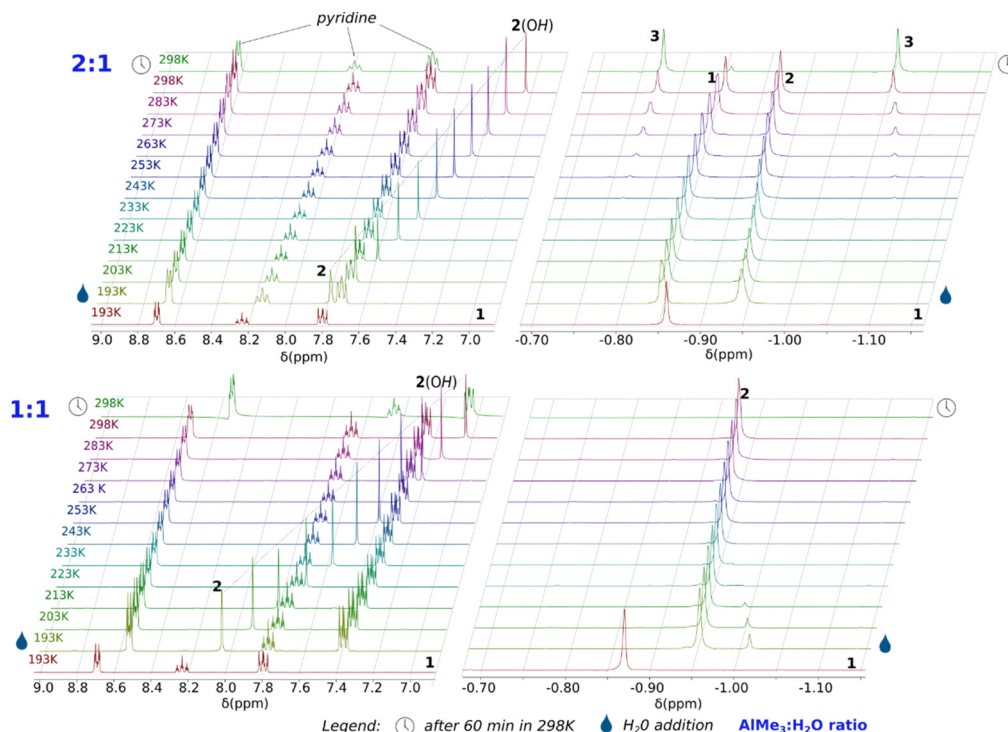 pyridine
2(OH)
2:1
298K
298K
283K
273K
263K
253K
243K
233K
223K
213K
203K
193K
193K
2
1
9.0 8.8 8.6 8.4 8.2 8.0 7.8 7.6 7.4 7.2 7.0
δ(ppm)
3 3
1 2
1
-0.70 -0.80 -0.90 -1.00 -1.10
δ(ppm)
1:1
2(OH)
298K
298K
283K
273K
263 K
253K
243K
233K
223K
213K
203K
193K
193K
2
1
9.0 8.8 8.6 8.4 8.2 8.0 7.8 7.6 7.4 7.2 7.0
δ(ppm)
2
1
-0.70 -0.80 -0.90 -1.00 -1.10
δ(ppm)
Legend: after 60 min in 298K H₂0 addition AlMe₃:H₂O ratio